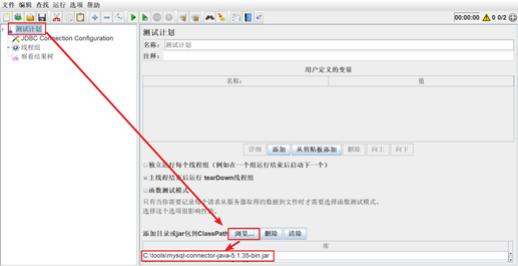 文件 编辑 查找 运行 选项 帮助
00:00:00 0 0/2
测试计划
JDBC Connection Configuration
线程组
察看结果树
测试计划
名称: 测试计划
注释:
用户定义的变量
名称: 值
详细 添加 从剪贴板添加 删除 向上 向下
独立运行每个线程组（例如在一个组运行结束后启动下一个）
主线程结束后运行 tearDown线程组
函数测试模式
只有当你需要记录每个请求从服务器取得的数据到文件时才需要选择函数测试模式。
选择这个选项很影响性能。
添加目录或jar包到ClassPath 浏览... 删除 清除
库
C:\tools\mysql-connector-java-5.1.35-bin.jar